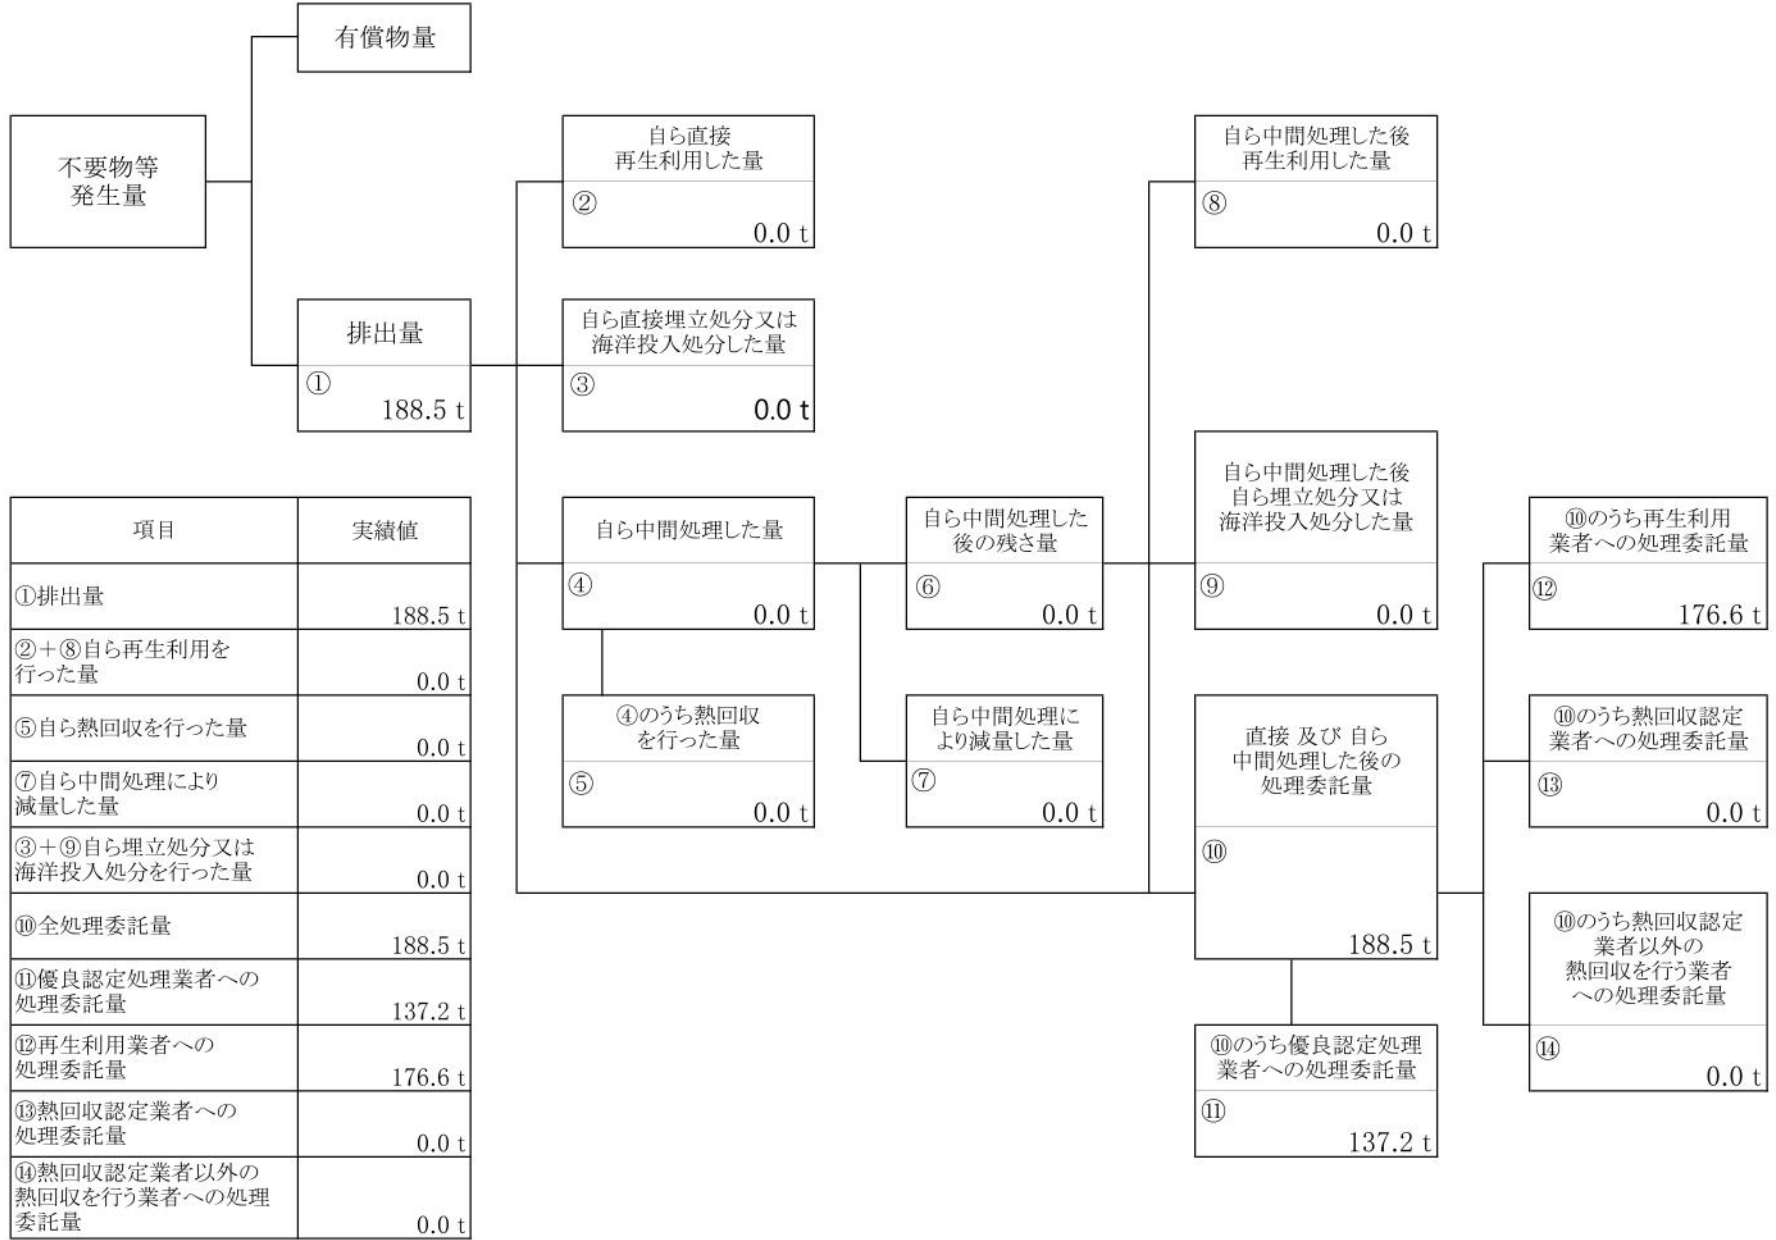 有償物量
不要物等
発生量
自ら直接
再生利用した量
②
0.0 t
自ら中間処理した後
再生利用した量
⑧
0.0 t
排出量
①
188.5 t
自ら直接埋立処分又は
海洋投入処分した量
③
0.0 t
自ら中間処理した量
④
0.0 t
自ら中間処理した
後の残さ量
⑥
0.0 t
自ら中間処理した後
自ら埋立処分又は
海洋投入処分した量
⑨
0.0 t
⑩のうち再生利用
業者への処理委託量
⑫
176.6 t
④のうち熱回収
を行った量
⑤
0.0 t
自ら中間処理に
より減量した量
⑦
0.0 t
直接 及び 自ら
中間処理した後の
処理委託量
⑩
188.5 t
⑩のうち熱回収認定
業者への処理委託量
⑬
0.0 t
⑩のうち熱回収認定
業者以外の
熱回収を行う業者
への処理委託量
⑭
0.0 t
⑩のうち優良認定処理
業者への処理委託量
⑪
137.2 t
項目 実績値
①排出量
188.5 t
②＋⑧自ら再生利用を
行った量
0.0 t
⑤自ら熱回収を行った量
0.0 t
⑦自ら中間処理により
減量した量
0.0 t
③＋⑨自ら埋立処分又は
海洋投入処分を行った量
0.0 t
⑩全処理委託量
188.5 t
⑪優良認定処理業者への
処理委託量
137.2 t
⑫再生利用業者への
処理委託量
176.6 t
⑬熱回収認定業者への
処理委託量
0.0 t
⑭熱回収認定業者以外の
熱回収を行う業者への処理
委託量
0.0 t